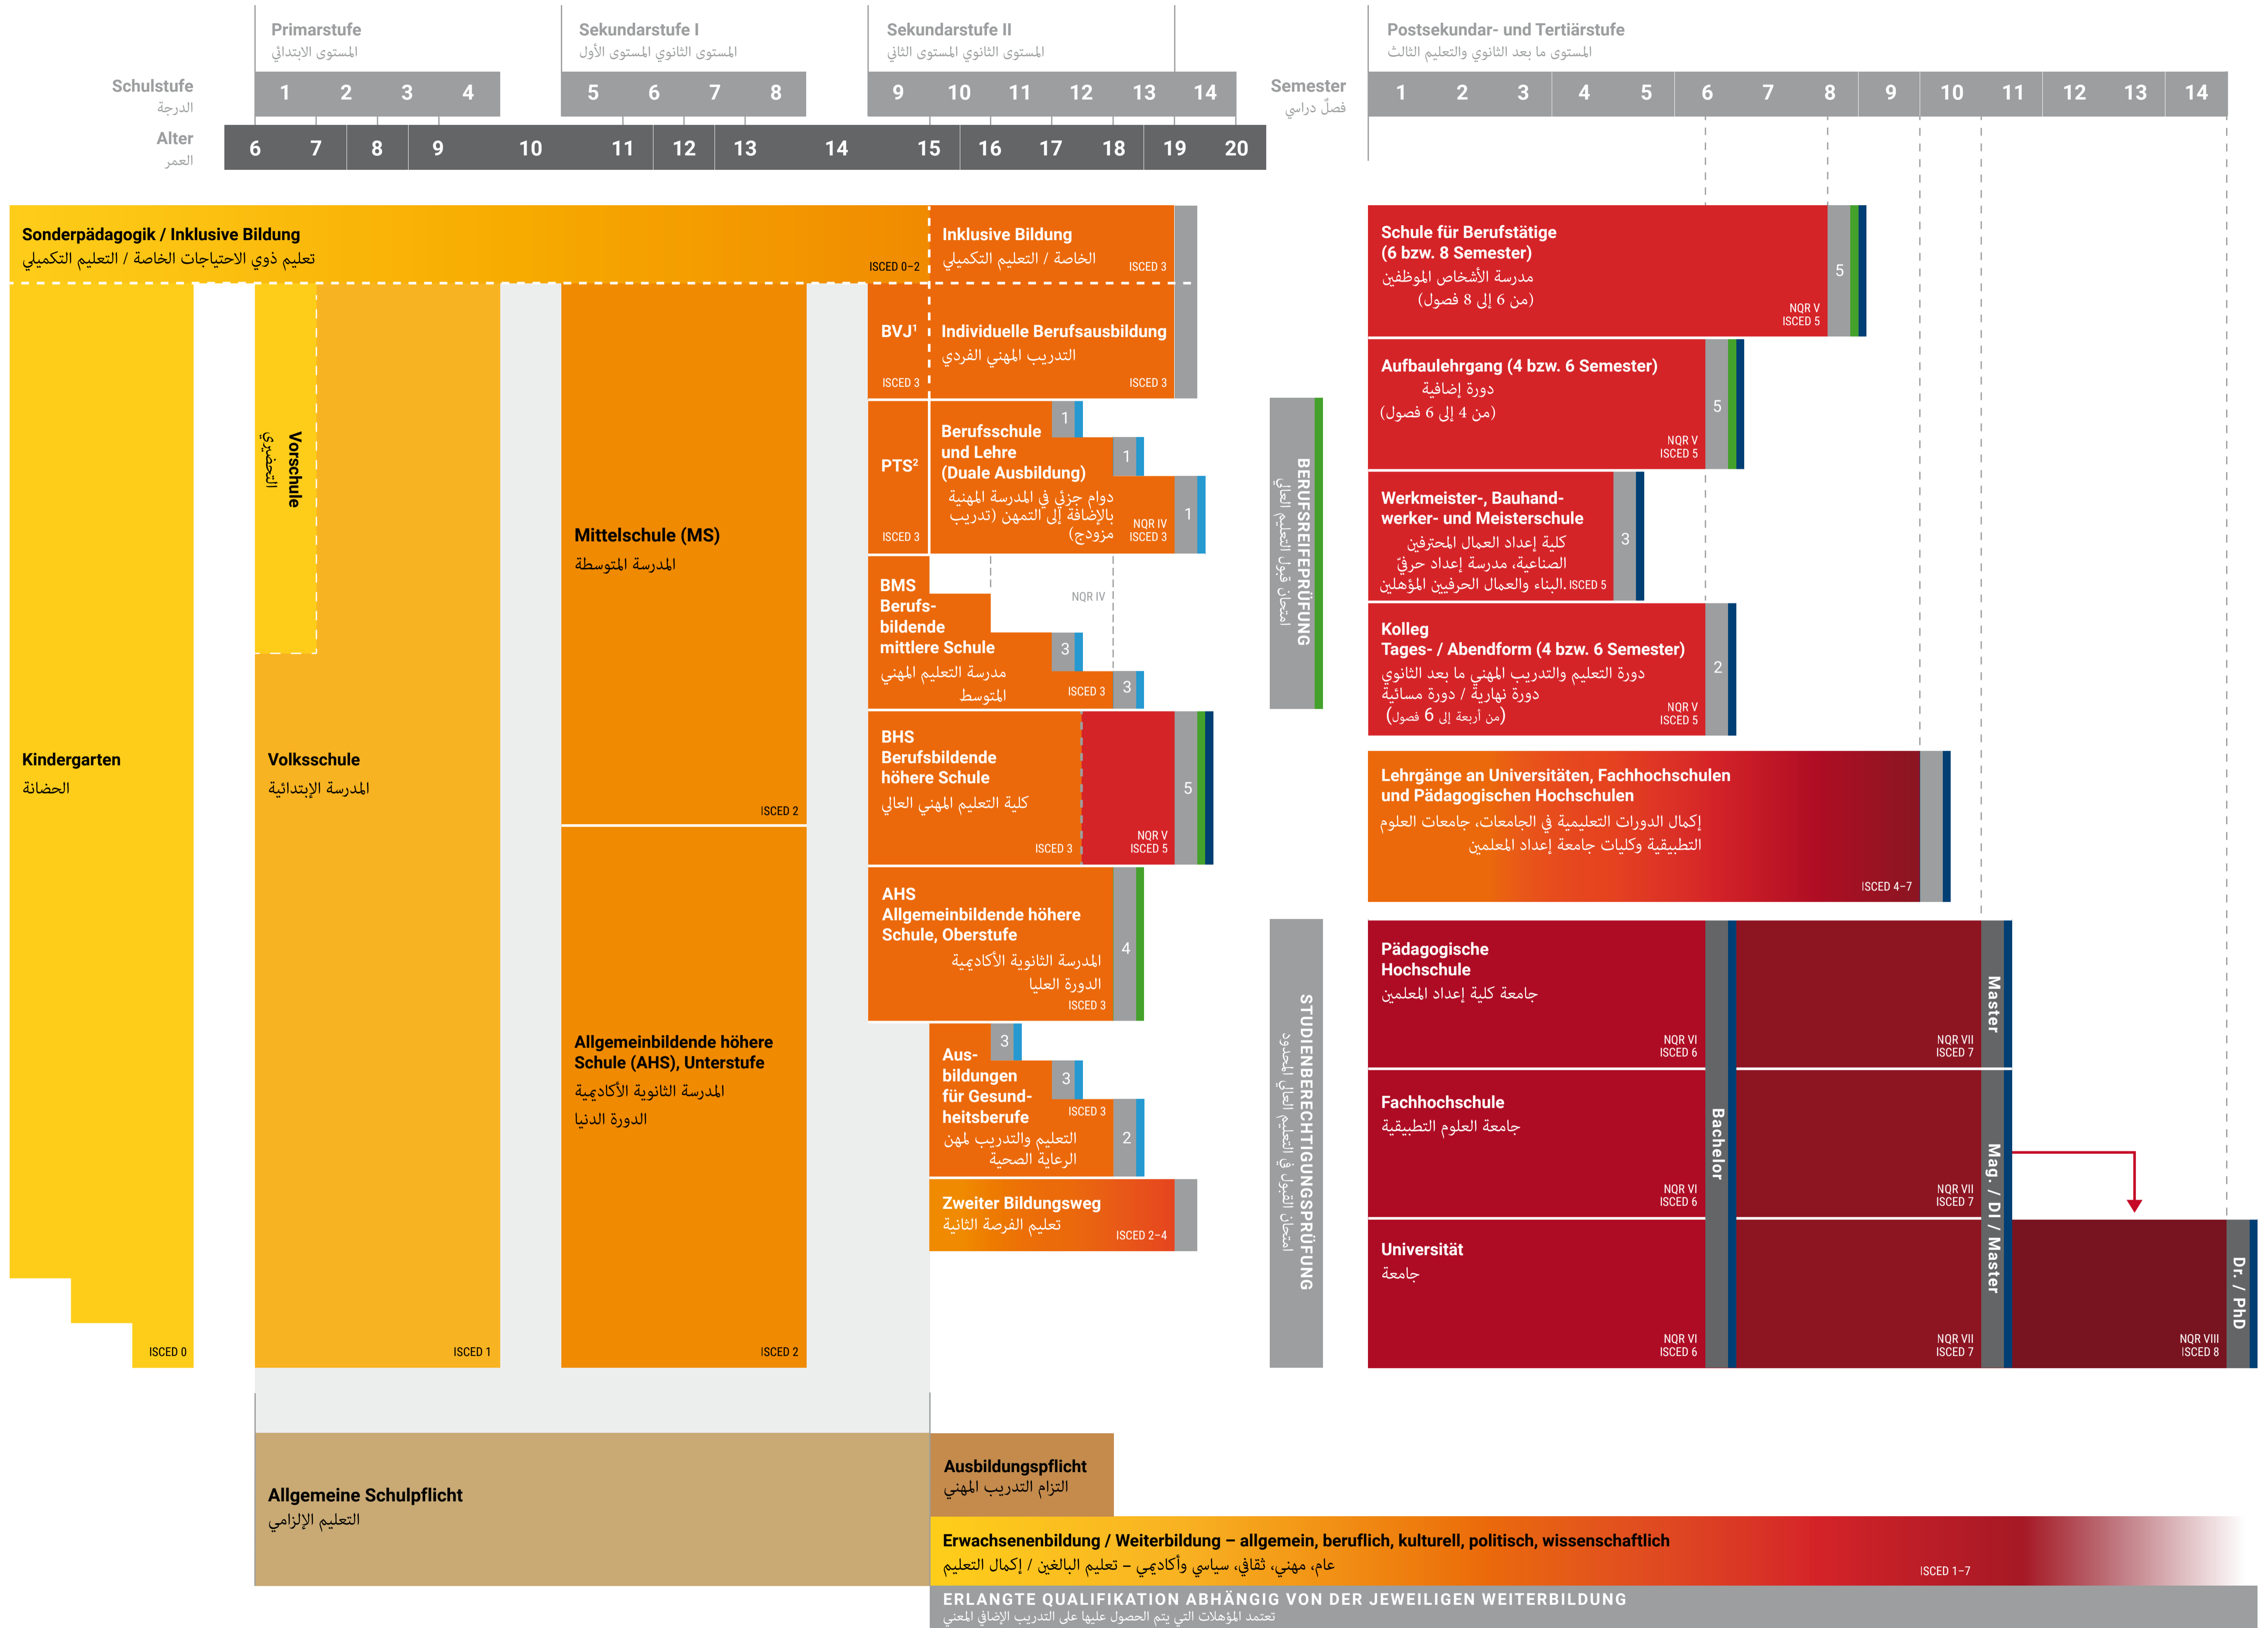 Primarstufe
المستوى الابتدائي
Sekundarstufe I
المستوى الثانوي المستوى الأول
Sekundarstufe II
المستوى الثانوي المستوى الثاني
Postsekundar- und Tertiärstufe
المستوى ما بعد الثانوي والتعليم الثالث
Schulstufe
الدرجة
1 2 3 4
5 6 7 8
9 10 11 12 13 14
Semester
فصلٌ دراسي
1 2 3 4 5 6 7 8 9 10 11 12 13 14
Alter
العمر
6 7 8 9 10 11 12 13 14 15 16 17 18 19 20
Sonderpädagogik / Inklusive Bildung
تعليم ذوي الاحتياجات الخاصة / التعليم التكميلي
ISCED 0–2
Inklusive Bildung
الخاصة / التعليم التكميلي
ISCED 3
Kindergarten
الحضانة
ISCED 0
Vorschule
التحضيري
Volksschule
المدرسة الإبتدائية
ISCED 1
Mittelschule (MS)
المدرسة المتوسطة
ISCED 2
Allgemeinbildende höhere
Schule (AHS), Unterstufe
المدرسة الثانوية الأكاديمية
الدورة الدنيا
ISCED 2
BVJ¹
ISCED 3
Individuelle Berufsausbildung
التدريب المهني الفردي
ISCED 3
PTS²
ISCED 3
Berufsschule
und Lehre
(Duale Ausbildung)
دوام جزئي في المدرسة المهنية
بالإضافة إلى التمهن (تدريب
مزودج)
NQR IV
ISCED 3
1
1
1
BMS
Berufs-
bildende
mittlere Schule
مدرسة التعليم المهني
المتوسط
ISCED 3
NQR IV
3
3
BHS
Berufsbildende
höhere Schule
كلية التعليم المهني العالي
ISCED 3
NQR V
ISCED 5
5
AHS
Allgemeinbildende höhere
Schule, Oberstufe
المدرسة الثانوية الأكاديمية
الدورة العليا
ISCED 3
4
Aus-
bildungen
für Gesund-
heitsberufe
التعليم والتدريب لمهن
الرعاية الصحية
ISCED 3
3
3
2
Zweiter Bildungsweg
تعليم الفرصة الثانية
ISCED 2–4
BERUFSREIFEPRÜFUNG
امتحان قبول التعليم العالي
STUDIENBERECHTIGUNGSPRÜFUNG
امتحان القبول في التعليم العالي المحدود
Schule für Berufstätige
(6 bzw. 8 Semester)
مدرسة الأشخاص الموظفين
(من 6 إلى 8 فصول)
NQR V
ISCED 5
5
Aufbaulehrgang (4 bzw. 6 Semester)
دورة إضافية
(من 4 إلى 6 فصول)
NQR V
ISCED 5
5
Werkmeister-, Bauhand-
werker- und Meisterschule
كلية إعداد العمال المحترفين
الصناعية، مدرسة إعداد حرفيّ
البناء والعمال الحرفيين المؤهلين.
ISCED 5
3
Kolleg
Tages- / Abendform (4 bzw. 6 Semester)
دورة التعليم والتدريب المهني ما بعد الثانوي
دورة نهارية / دورة مسائية
(من أربعة إلى 6 فصول)
NQR V
ISCED 5
2
Lehrgänge an Universitäten, Fachhochschulen
und Pädagogischen Hochschulen
إكمال الدورات التعليمية في الجامعات، جامعات العلوم
التطبيقية وكليات جامعة إعداد المعلمين
ISCED 4–7
Pädagogische
Hochschule
جامعة كلية إعداد المعلمين
NQR VI
ISCED 6
NQR VII
ISCED 7
Master
Fachhochschule
جامعة العلوم التطبيقية
NQR VI
ISCED 6
Bachelor
NQR VII
ISCED 7
Mag. / DI / Master
Universität
جامعة
NQR VI
ISCED 6
NQR VII
ISCED 7
NQR VIII
ISCED 8
Dr. / PhD
Allgemeine Schulpflicht
التعليم الإلزامي
Ausbildungspflicht
التزام التدريب المهني
Erwachsenenbildung / Weiterbildung – allgemein, beruflich, kulturell, politisch, wissenschaftlich
عام، مهني، ثقافي، سياسي وأكاديمي – تعليم البالغين / إكمال التعليم
ISCED 1–7
ERLANGTE QUALIFIKATION ABHÄNGIG VON DER JEWEILIGEN WEITERBILDUNG
تعتمد المؤهلات التي يتم الحصول عليها على التدريب الإضافي المعني